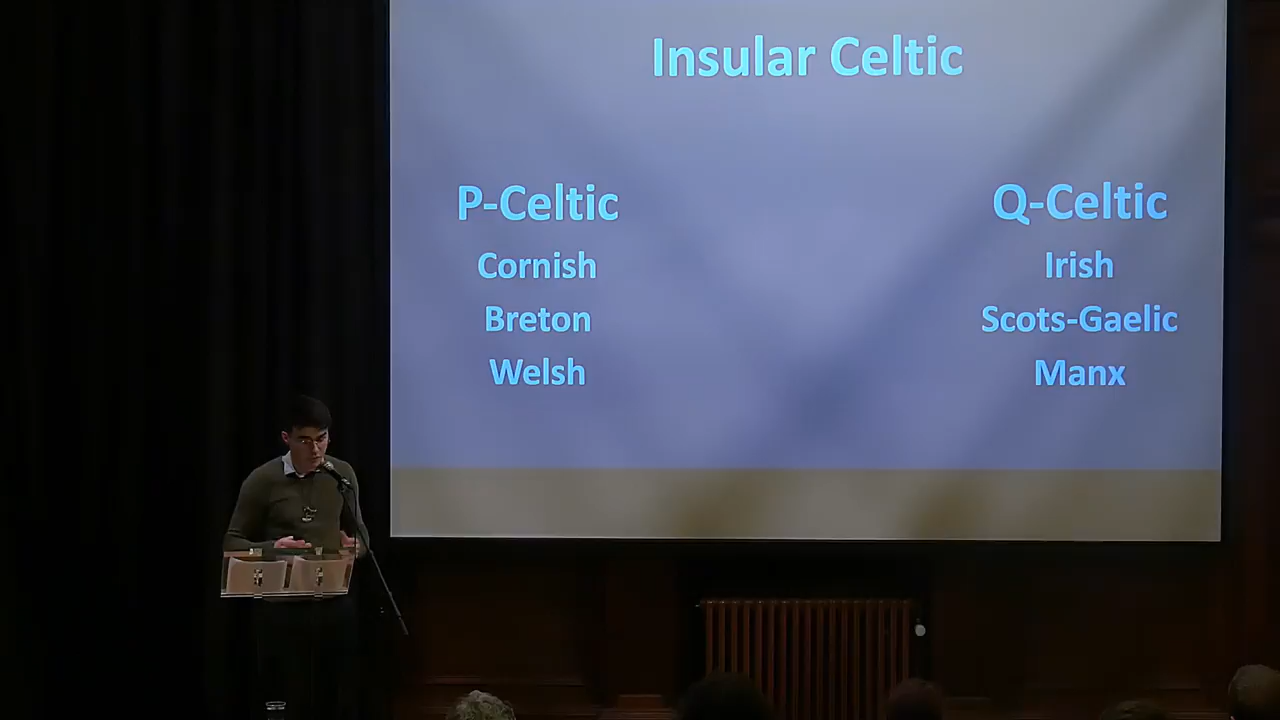 Insular Celtic
P-Celtic
Cornish
Breton
Welsh
Q-Celtic
Irish
Scots-Gaelic
Manx